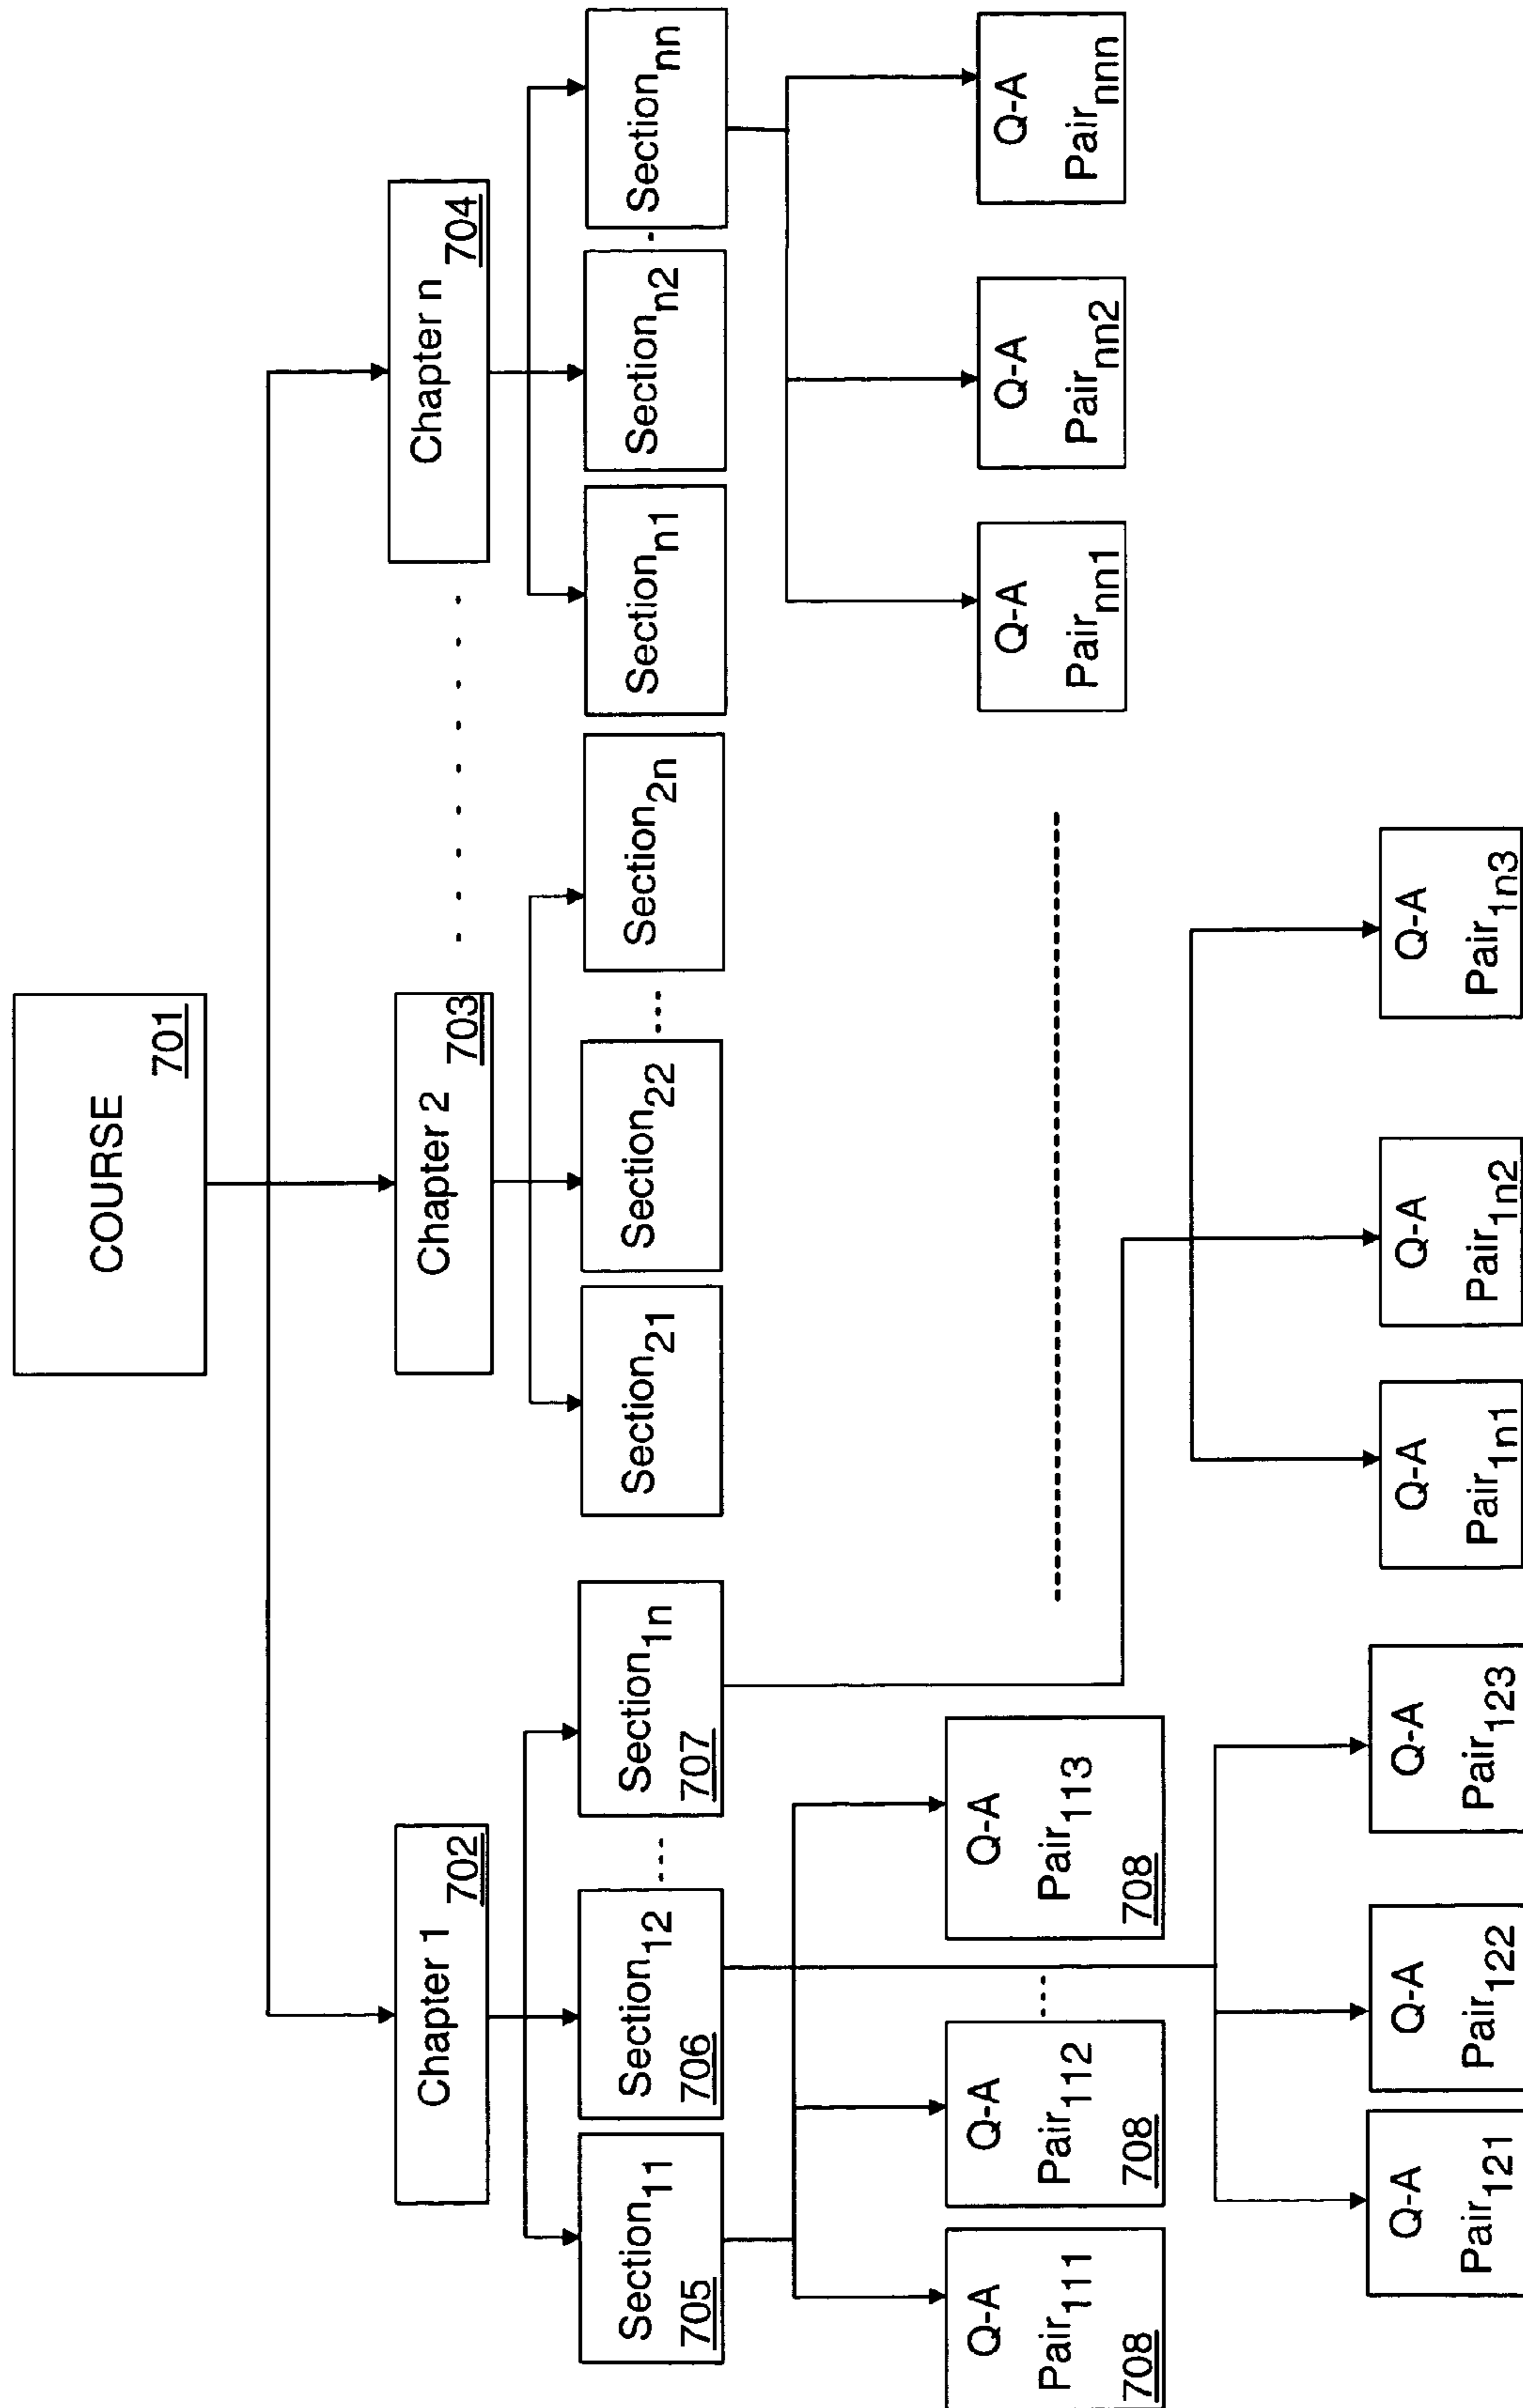 COURSE
701
Chapter 1
702
Chapter 2
703
. . . . . . . . .
Chapter n
704
Section11
705
Section12
706
...
Section1n
707
Section21
Section22
...
Section2n
Sectionn1
Sectionn2
.
Sectionnn
Q-A
Pair111
708
Q-A
Pair112
708
...
Q-A
Pair113
708
Q-A
Pairnn1
Q-A
Pairnn2
Q-A
Pairnnn
Q-A
Pair121
Q-A
Pair122
Q-A
Pair123
Q-A
Pair1n1
Q-A
Pair1n2
Q-A
Pair1n3